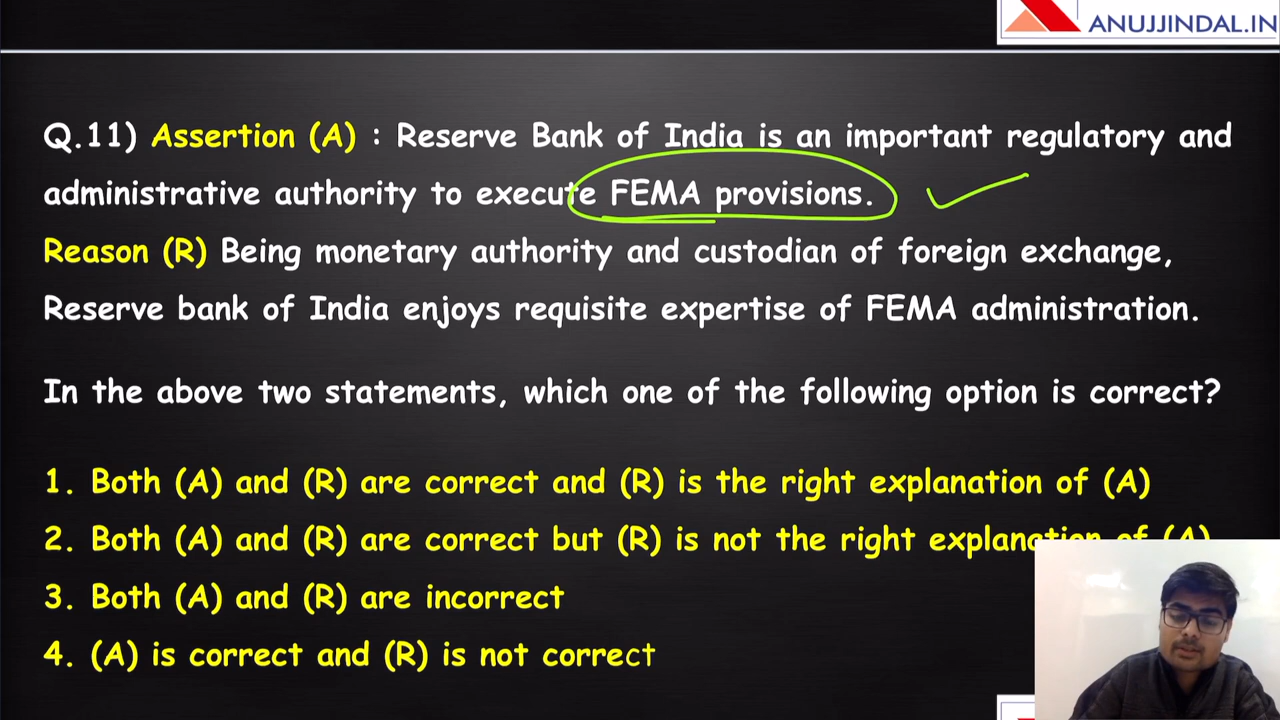 ANUJJINDAL.IN
Q.11) Assertion (A) : Reserve Bank of India is an important regulatory and
administrative authority to execute FEMA provisions.
Reason (R) Being monetary authority and custodian of foreign exchange,
Reserve bank of India enjoys requisite expertise of FEMA administration.
In the above two statements, which one of the following option is correct?
1. Both (A) and (R) are correct and (R) is the right explanation of (A)
2. Both (A) and (R) are correct but (R) is not the right explanation of (A)
3. Both (A) and (R) are incorrect
4. (A) is correct and (R) is not correct